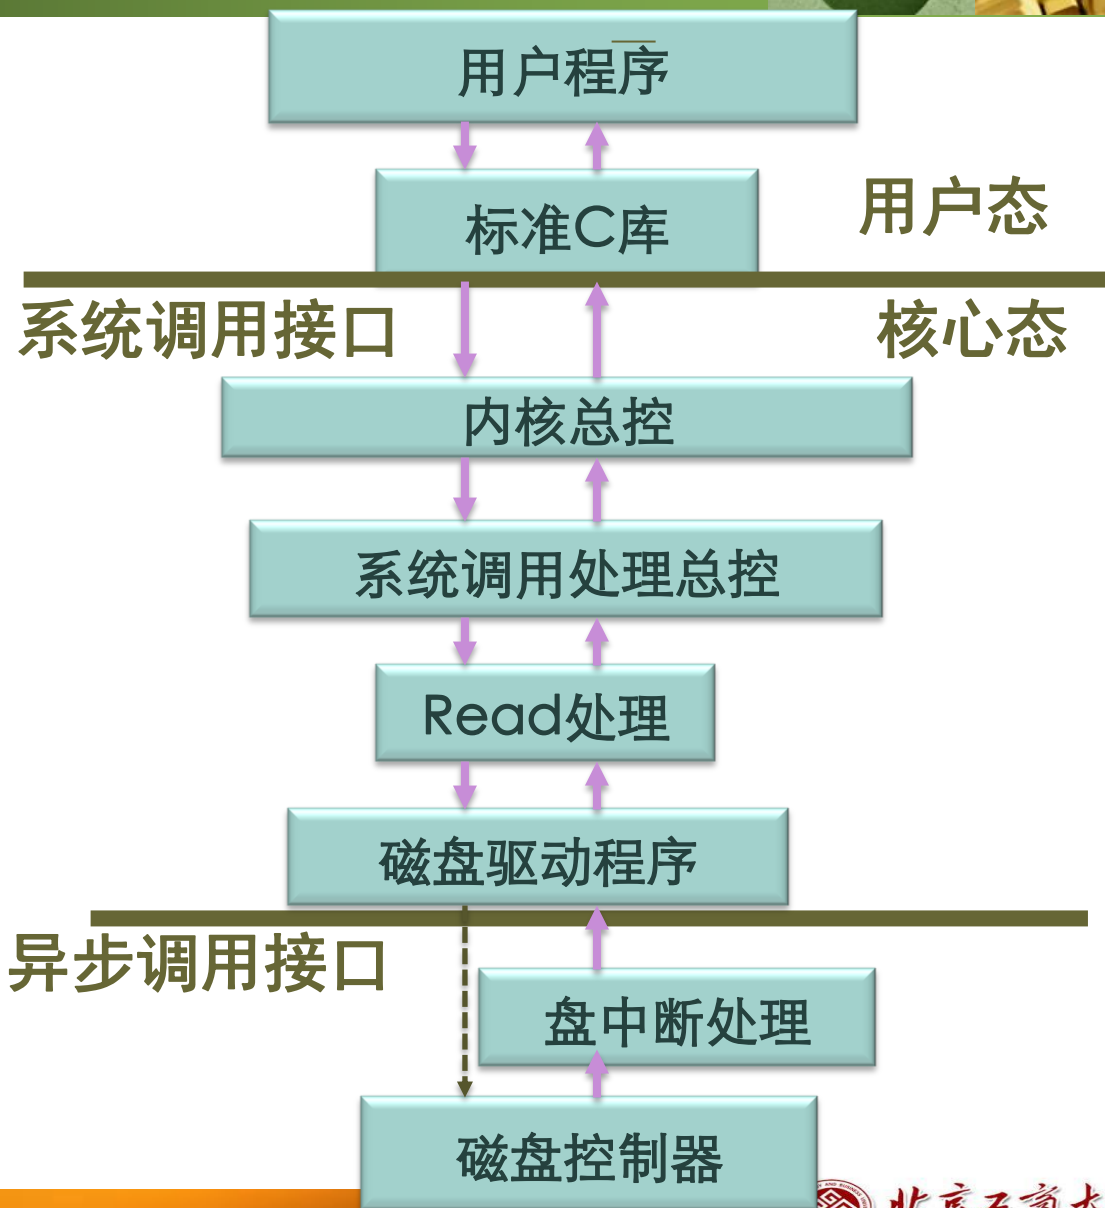 用户程序
标准C库
用户态
系统调用接口
核心态
内核总控
系统调用处理总控
Read处理
磁盘驱动程序
异步调用接口
盘中断处理
磁盘控制器